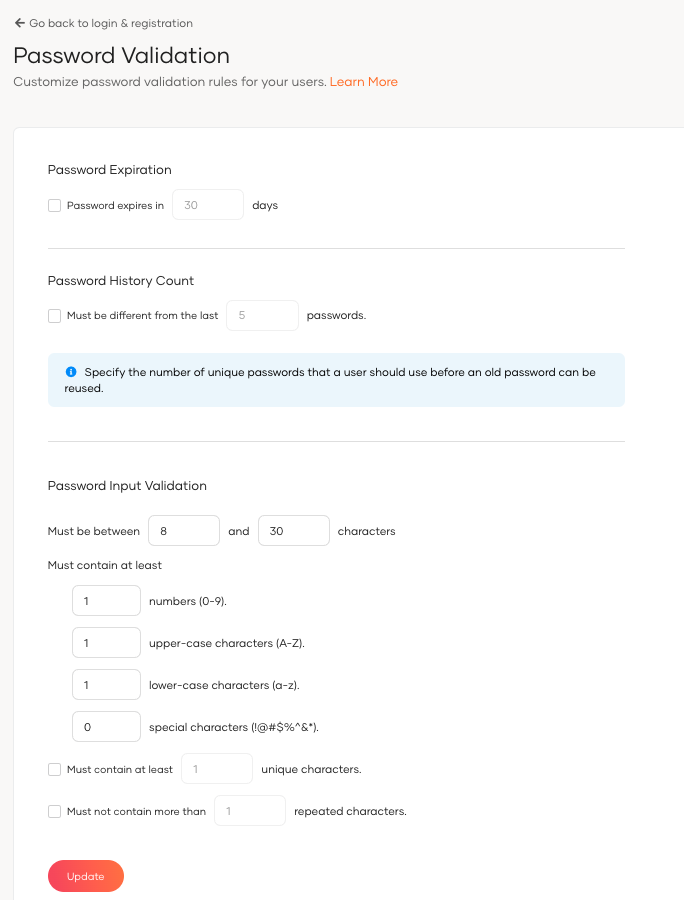 ← Go back to login & registration
Password Validation
Customize password validation rules for your users. Learn More
Password Expiration
Password expires in 30 days
Password History Count
Must be different from the last 5 passwords.
Specify the number of unique passwords that a user should use before an old password can be
reused.
Password Input Validation
Must be between 8 and 30 characters
Must contain at least
1 numbers (0-9).
1 upper-case characters (A-Z).
1 lower-case characters (a-z).
0 special characters (!@#$%^&*).
Must contain at least 1 unique characters.
Must not contain more than 1 repeated characters.
Update